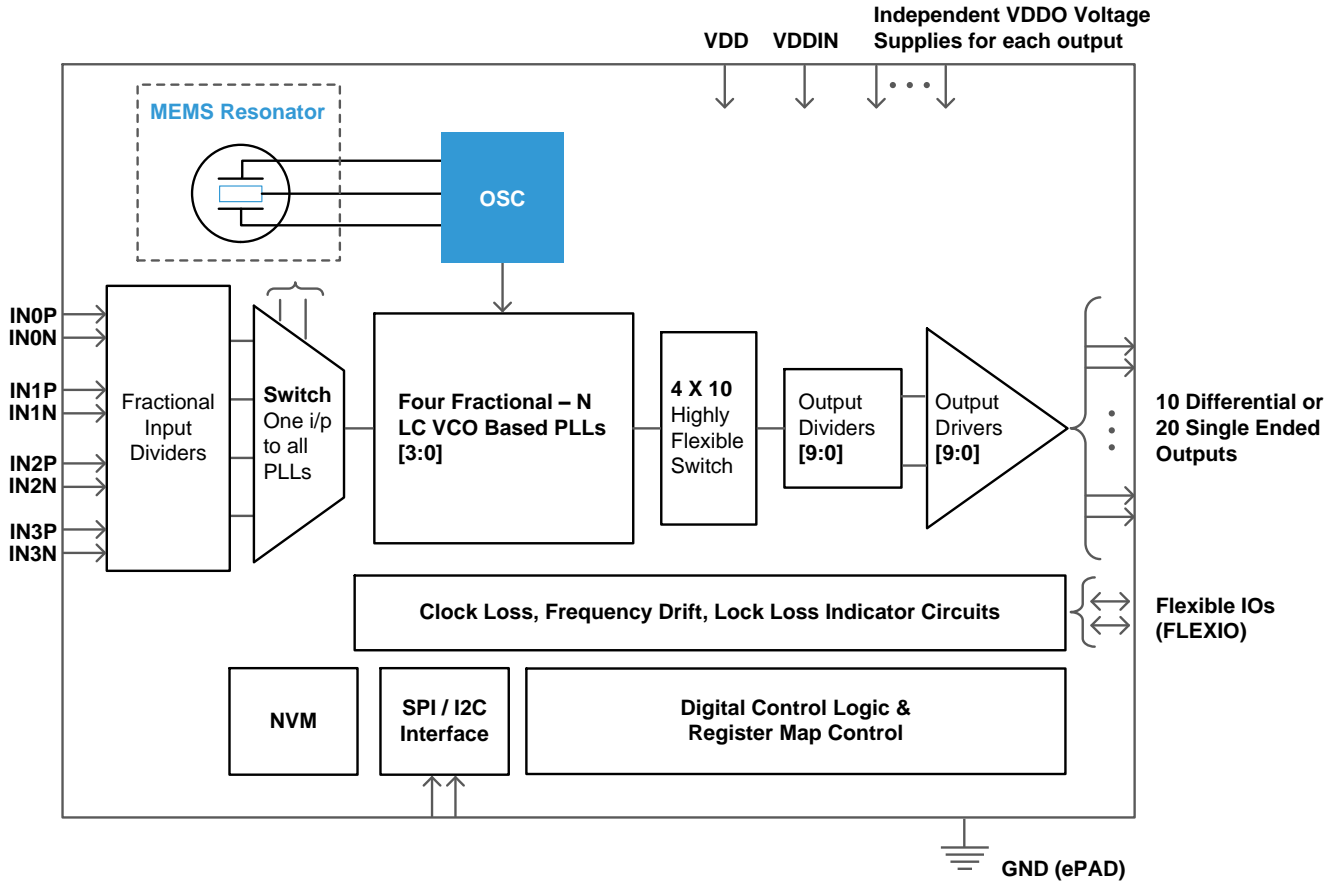 Independent VDDO Voltage
Supplies for each output
VDD
VDDIN
MEMS Resonator
OSC
IN0P
IN0N
IN1P
IN1N
IN2P
IN2N
IN3P
IN3N
Fractional
Input
Dividers
Switch
One i/p
to all
PLLs
Four Fractional – N
LC VCO Based PLLs
[3:0]
4 X 10
Highly
Flexible
Switch
Output
Dividers
[9:0]
Output
Drivers
[9:0]
10 Differential or
20 Single Ended
Outputs
Clock Loss, Frequency Drift, Lock Loss Indicator Circuits
Flexible IOs
(FLEXIO)
NVM
SPI / I2C
Interface
Digital Control Logic &
Register Map Control
GND (ePAD)